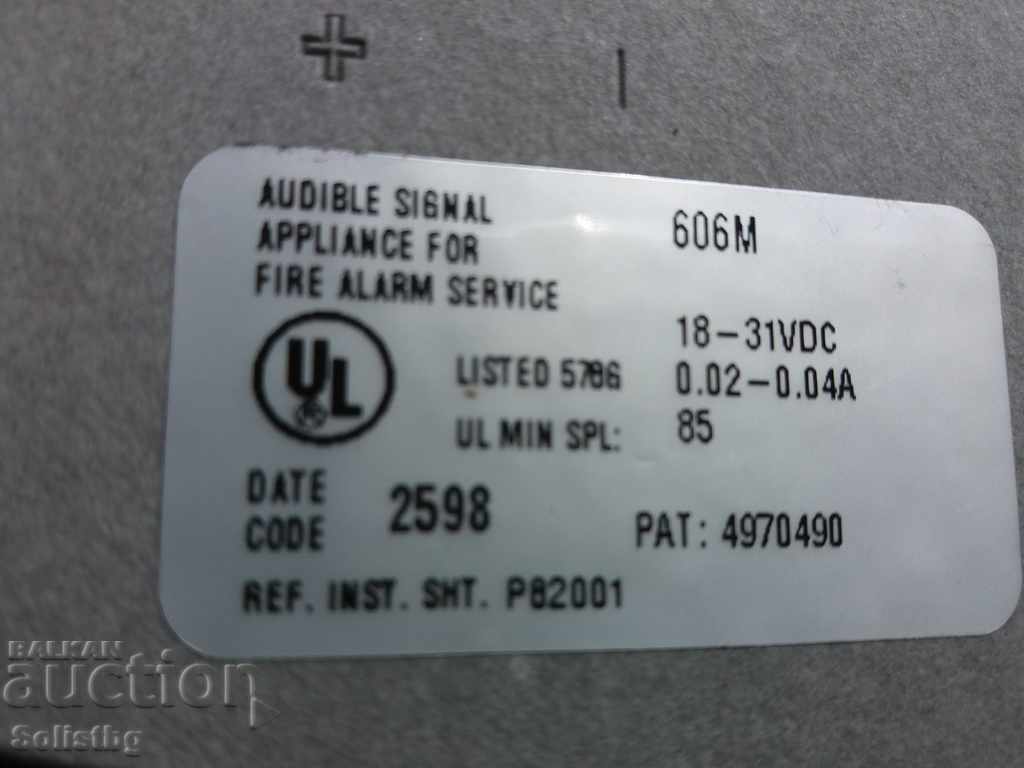 + –
AUDIBLE SIGNAL
APPLIANCE FOR
FIRE ALARM SERVICE
606M
18-31VDC
UL
LISTED 5786 0.02-0.04A
UL MIN SPL: 85
DATE
CODE 2598
PAT: 4970490
REF. INST. SHT. P82001
BALKAN
auction
Solistbg